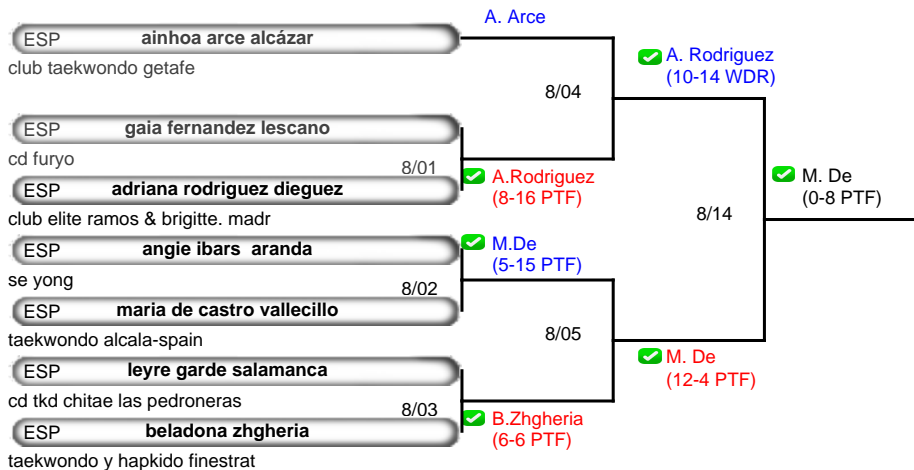 A. Arce
ESP ainhoa arce alcázar
club taekwondo getafe
A. Rodriguez
(10-14 WDR)
8/04
ESP gaia fernandez lescano
cd furyo
8/01
A.Rodriguez
(8-16 PTF)
ESP adriana rodriguez dieguez
club elite ramos & brigitte. madr
M. De
(0-8 PTF)
8/14
ESP angie ibars  aranda
se yong
M.De
(5-15 PTF)
8/02
ESP maria de castro vallecillo
taekwondo alcala-spain
8/05
ESP leyre garde salamanca
cd tkd chitae las pedroneras
M. De
(12-4 PTF)
8/03
B.Zhgheria
(6-6 PTF)
ESP beladona zhgheria
taekwondo y hapkido finestrat